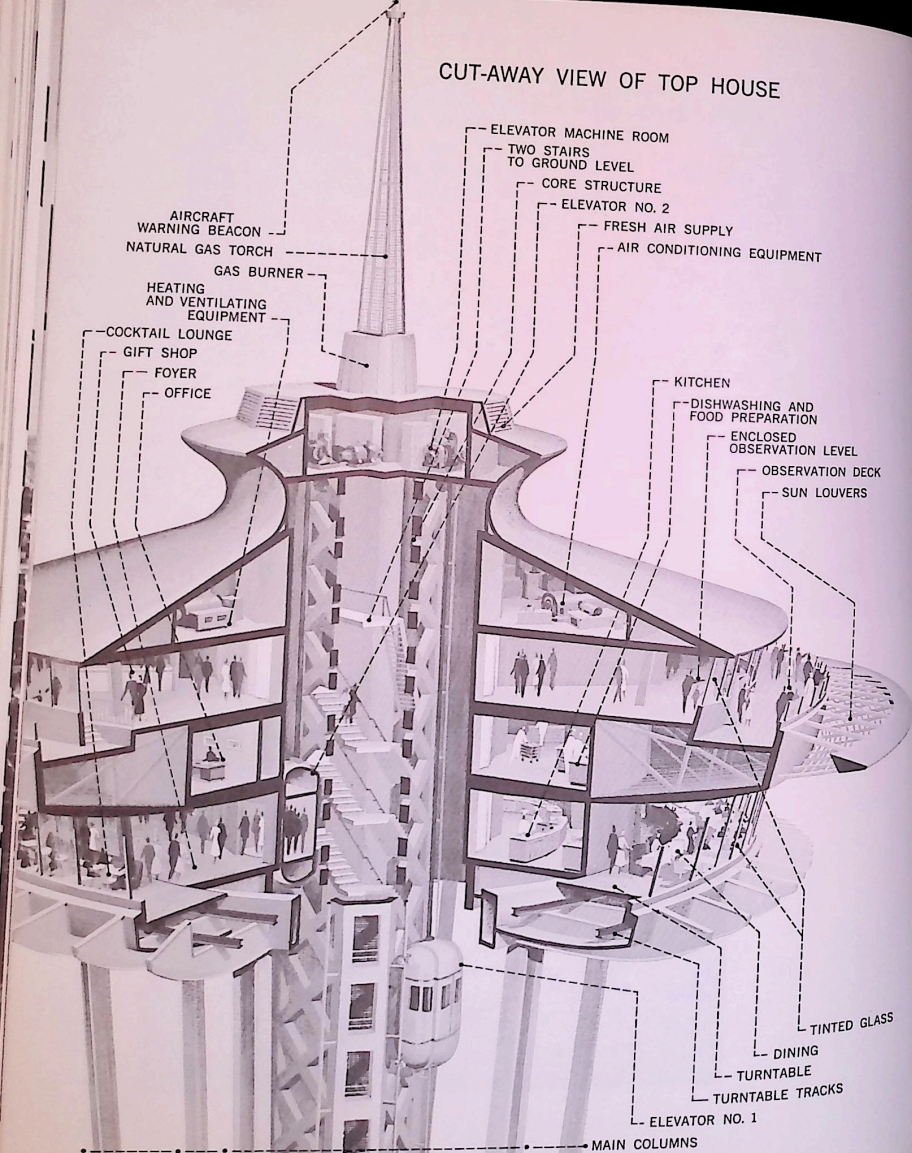 CUT-AWAY VIEW OF TOP HOUSE
ELEVATOR MACHINE ROOM
TWO STAIRS
TO GROUND LEVEL
CORE STRUCTURE
ELEVATOR NO. 2
FRESH AIR SUPPLY
AIR CONDITIONING EQUIPMENT
AIRCRAFT
WARNING BEACON
NATURAL GAS TORCH
GAS BURNER
HEATING
AND VENTILATING
EQUIPMENT
COCKTAIL LOUNGE
GIFT SHOP
FOYER
OFFICE
KITCHEN
DISHWASHING AND
FOOD PREPARATION
ENCLOSED
OBSERVATION LEVEL
OBSERVATION DECK
SUN LOUVERS
TINTED GLASS
DINING
TURNTABLE
TURNTABLE TRACKS
ELEVATOR NO. 1
MAIN COLUMNS